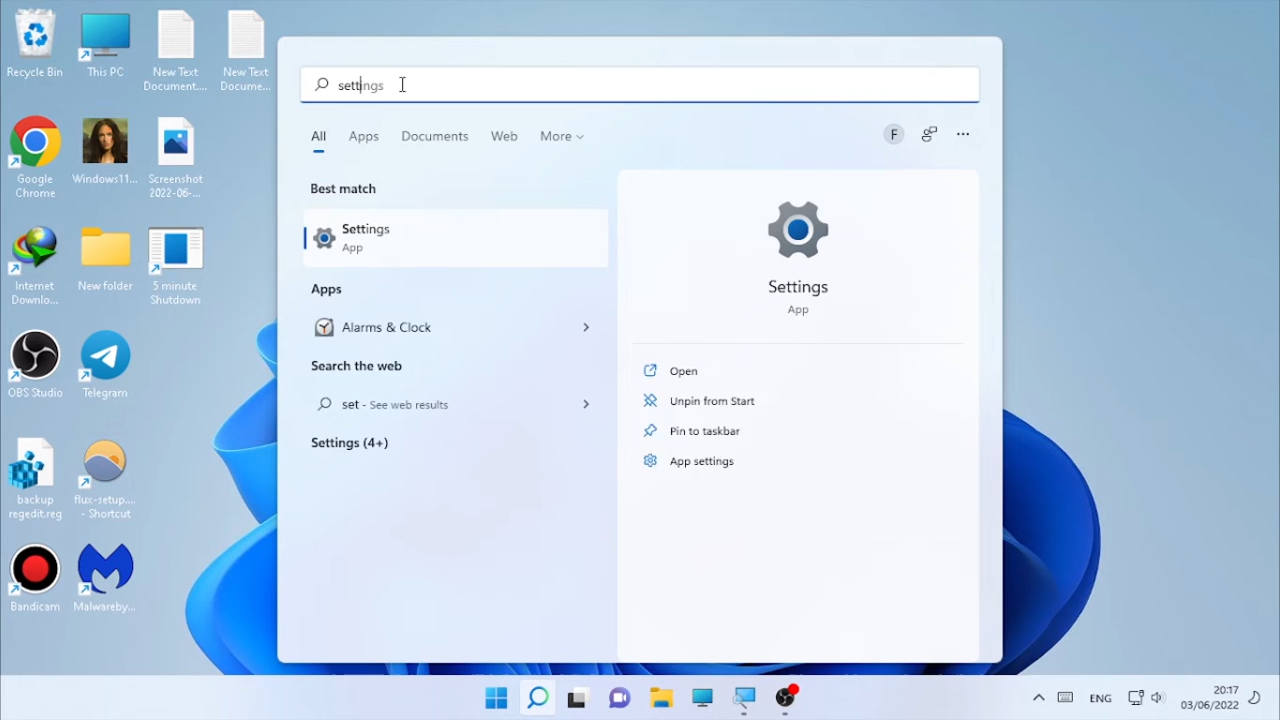 Recycle Bin
This PC
New Text
Document....
New Text
Docume...
Google
Chrome
Windows11...
Screenshot
2022-06-...
Internet
Downlo...
New folder
5 minute
Shutdown
OBS Studio
Telegram
backup
regedit.reg
flux-setup....
- Shortcut
Bandicam
Malwareby...
settings
All
Apps
Documents
Web
More
F
Best match
Settings
App
Apps
Alarms & Clock
Search the web
set - See web results
Settings (4+)
Settings
App
Open
Unpin from Start
Pin to taskbar
App settings
ENG
20:17
03/06/2022